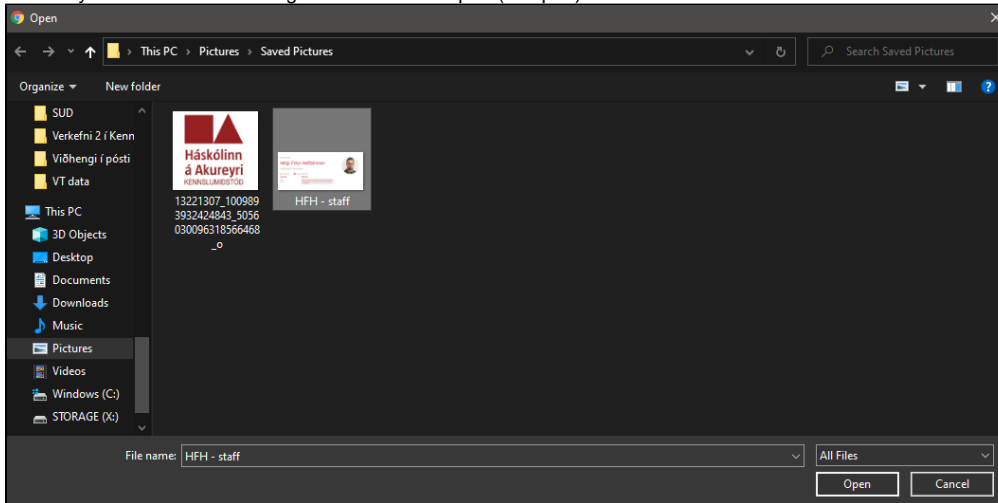 Open
This PC > Pictures > Saved Pictures
Search Saved Pictures
Organize
New folder
SUD
Verkefni 2 í Kenn
Viðhengi í pósti
VT data
This PC
3D Objects
Desktop
Documents
Downloads
Music
Pictures
Videos
Windows (C:)
STORAGE (X:)
Háskólinn
á Akureyri
KENNSLUMIÐSTÖÐ
13221307_100989
3932424843_5056
030096318566468
_o
HFH - staff
File name: HFH - staff
All Files
Open
Cancel